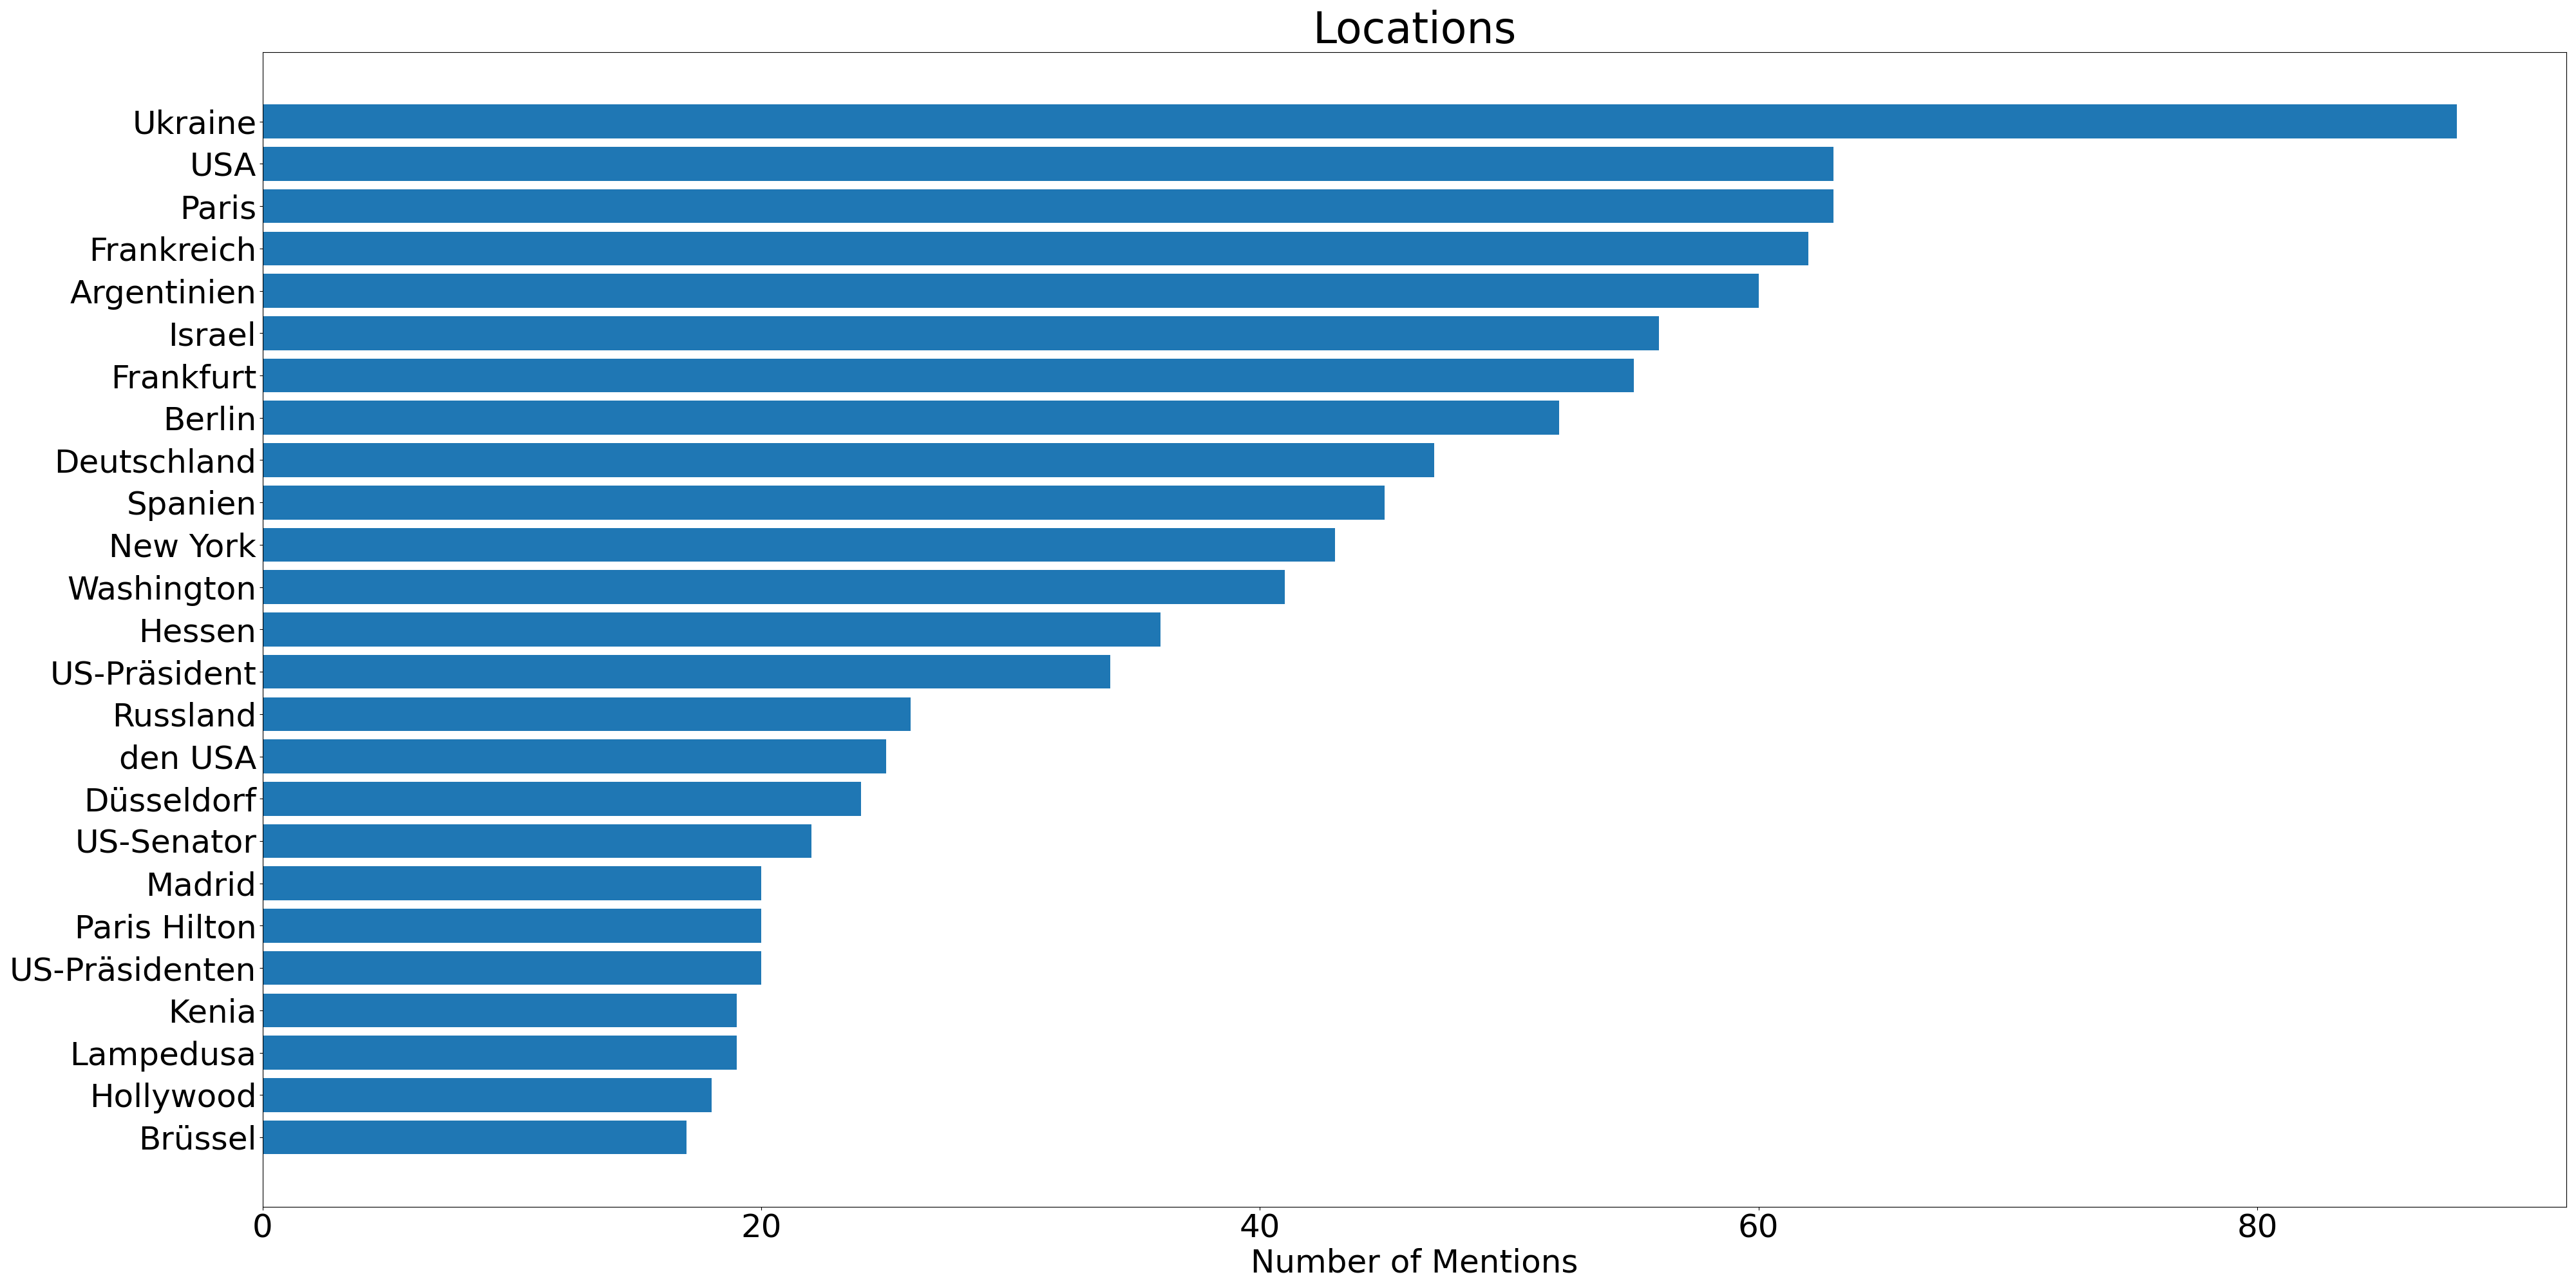 Locations
Ukraine
USA
Paris
Frankreich
Argentinien
Israel
Frankfurt
Berlin
Deutschland
Spanien
New York
Washington
Hessen
US-Präsident
Russland
den USA
Düsseldorf
US-Senator
Madrid
Paris Hilton
US-Präsidenten
Kenia
Lampedusa
Hollywood
Brüssel
0 20 40 60 80
Number of Mentions